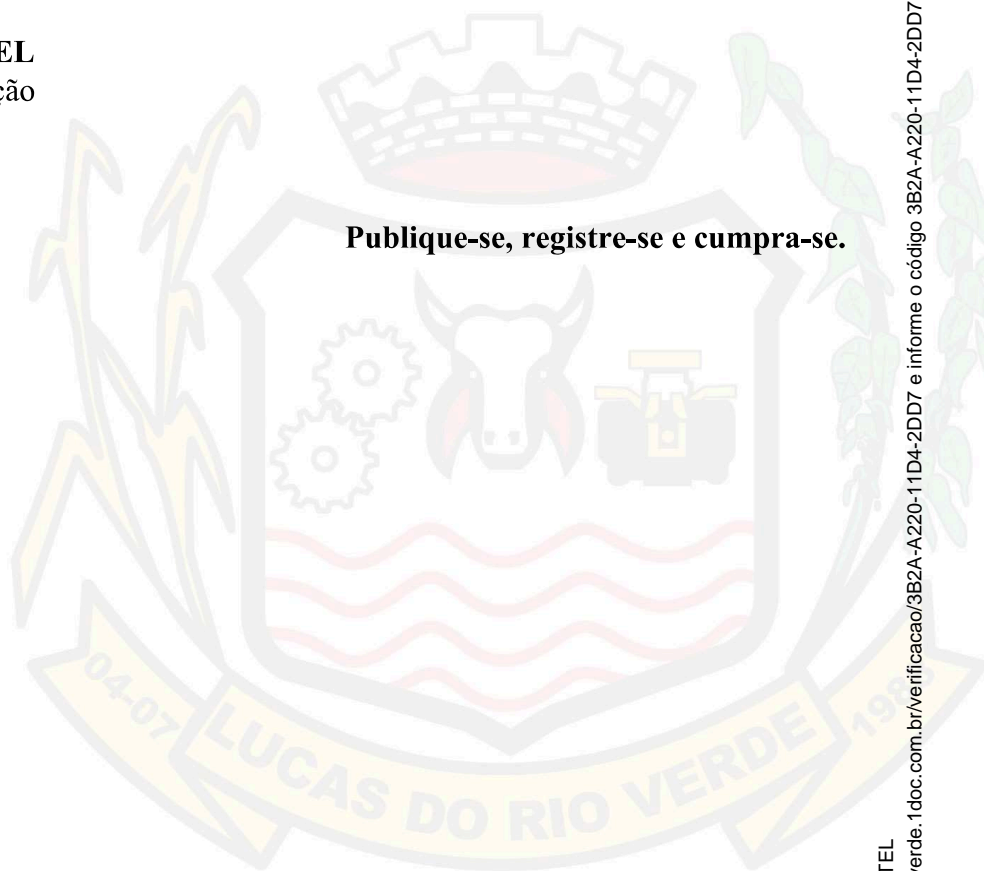 EL
ção
Publique-se, registre-se e cumpra-se.
04-07
LUCAS DO RIO VERDE
TEL
verde.1doc.com.br/verificacao/3B2A-A220-11D4-2DD7 e informe o código 3B2A-A220-11D4-2DD7